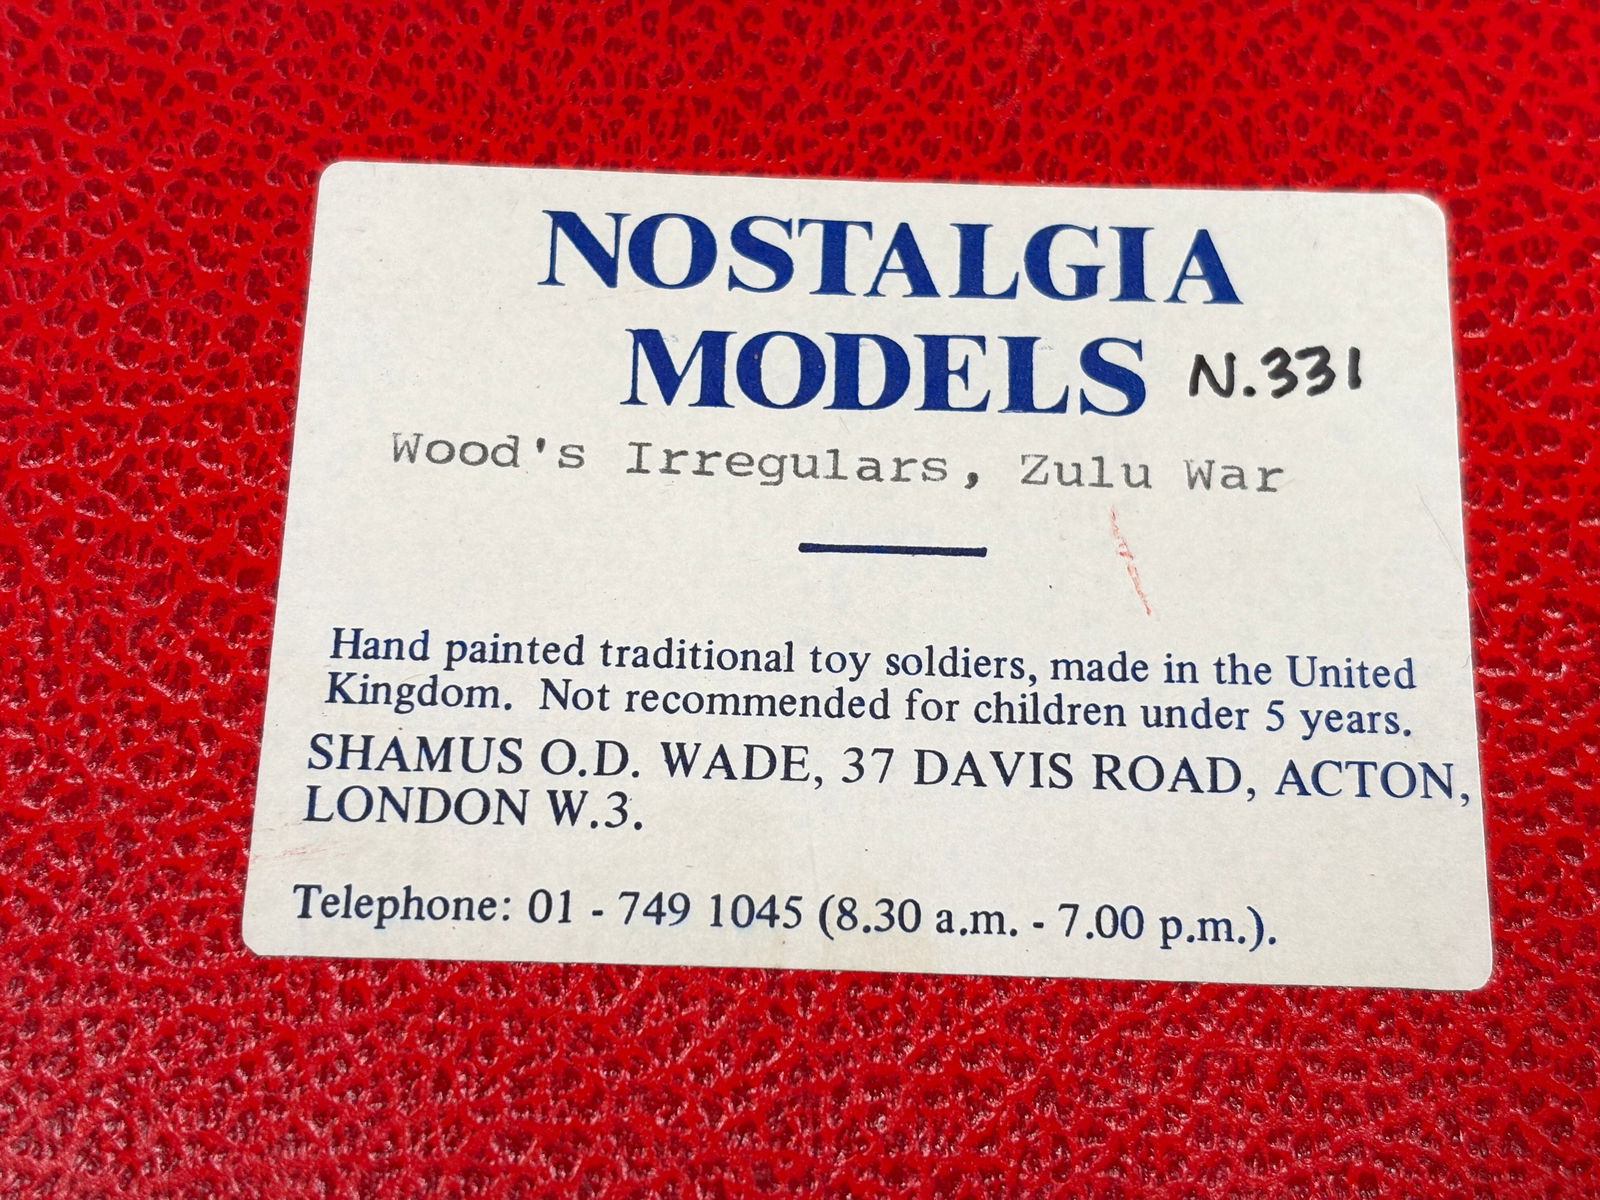 NOSTALGIA
MODELS N.331
Wood's Irregulars, Zulu War
Hand painted traditional toy soldiers, made in the United
Kingdom. Not recommended for children under 5 years.
SHAMUS O.D. WADE, 37 DAVIS ROAD, ACTON,
LONDON W.3.
Telephone: 01 - 749 1045 (8.30 a.m. - 7.00 p.m.).